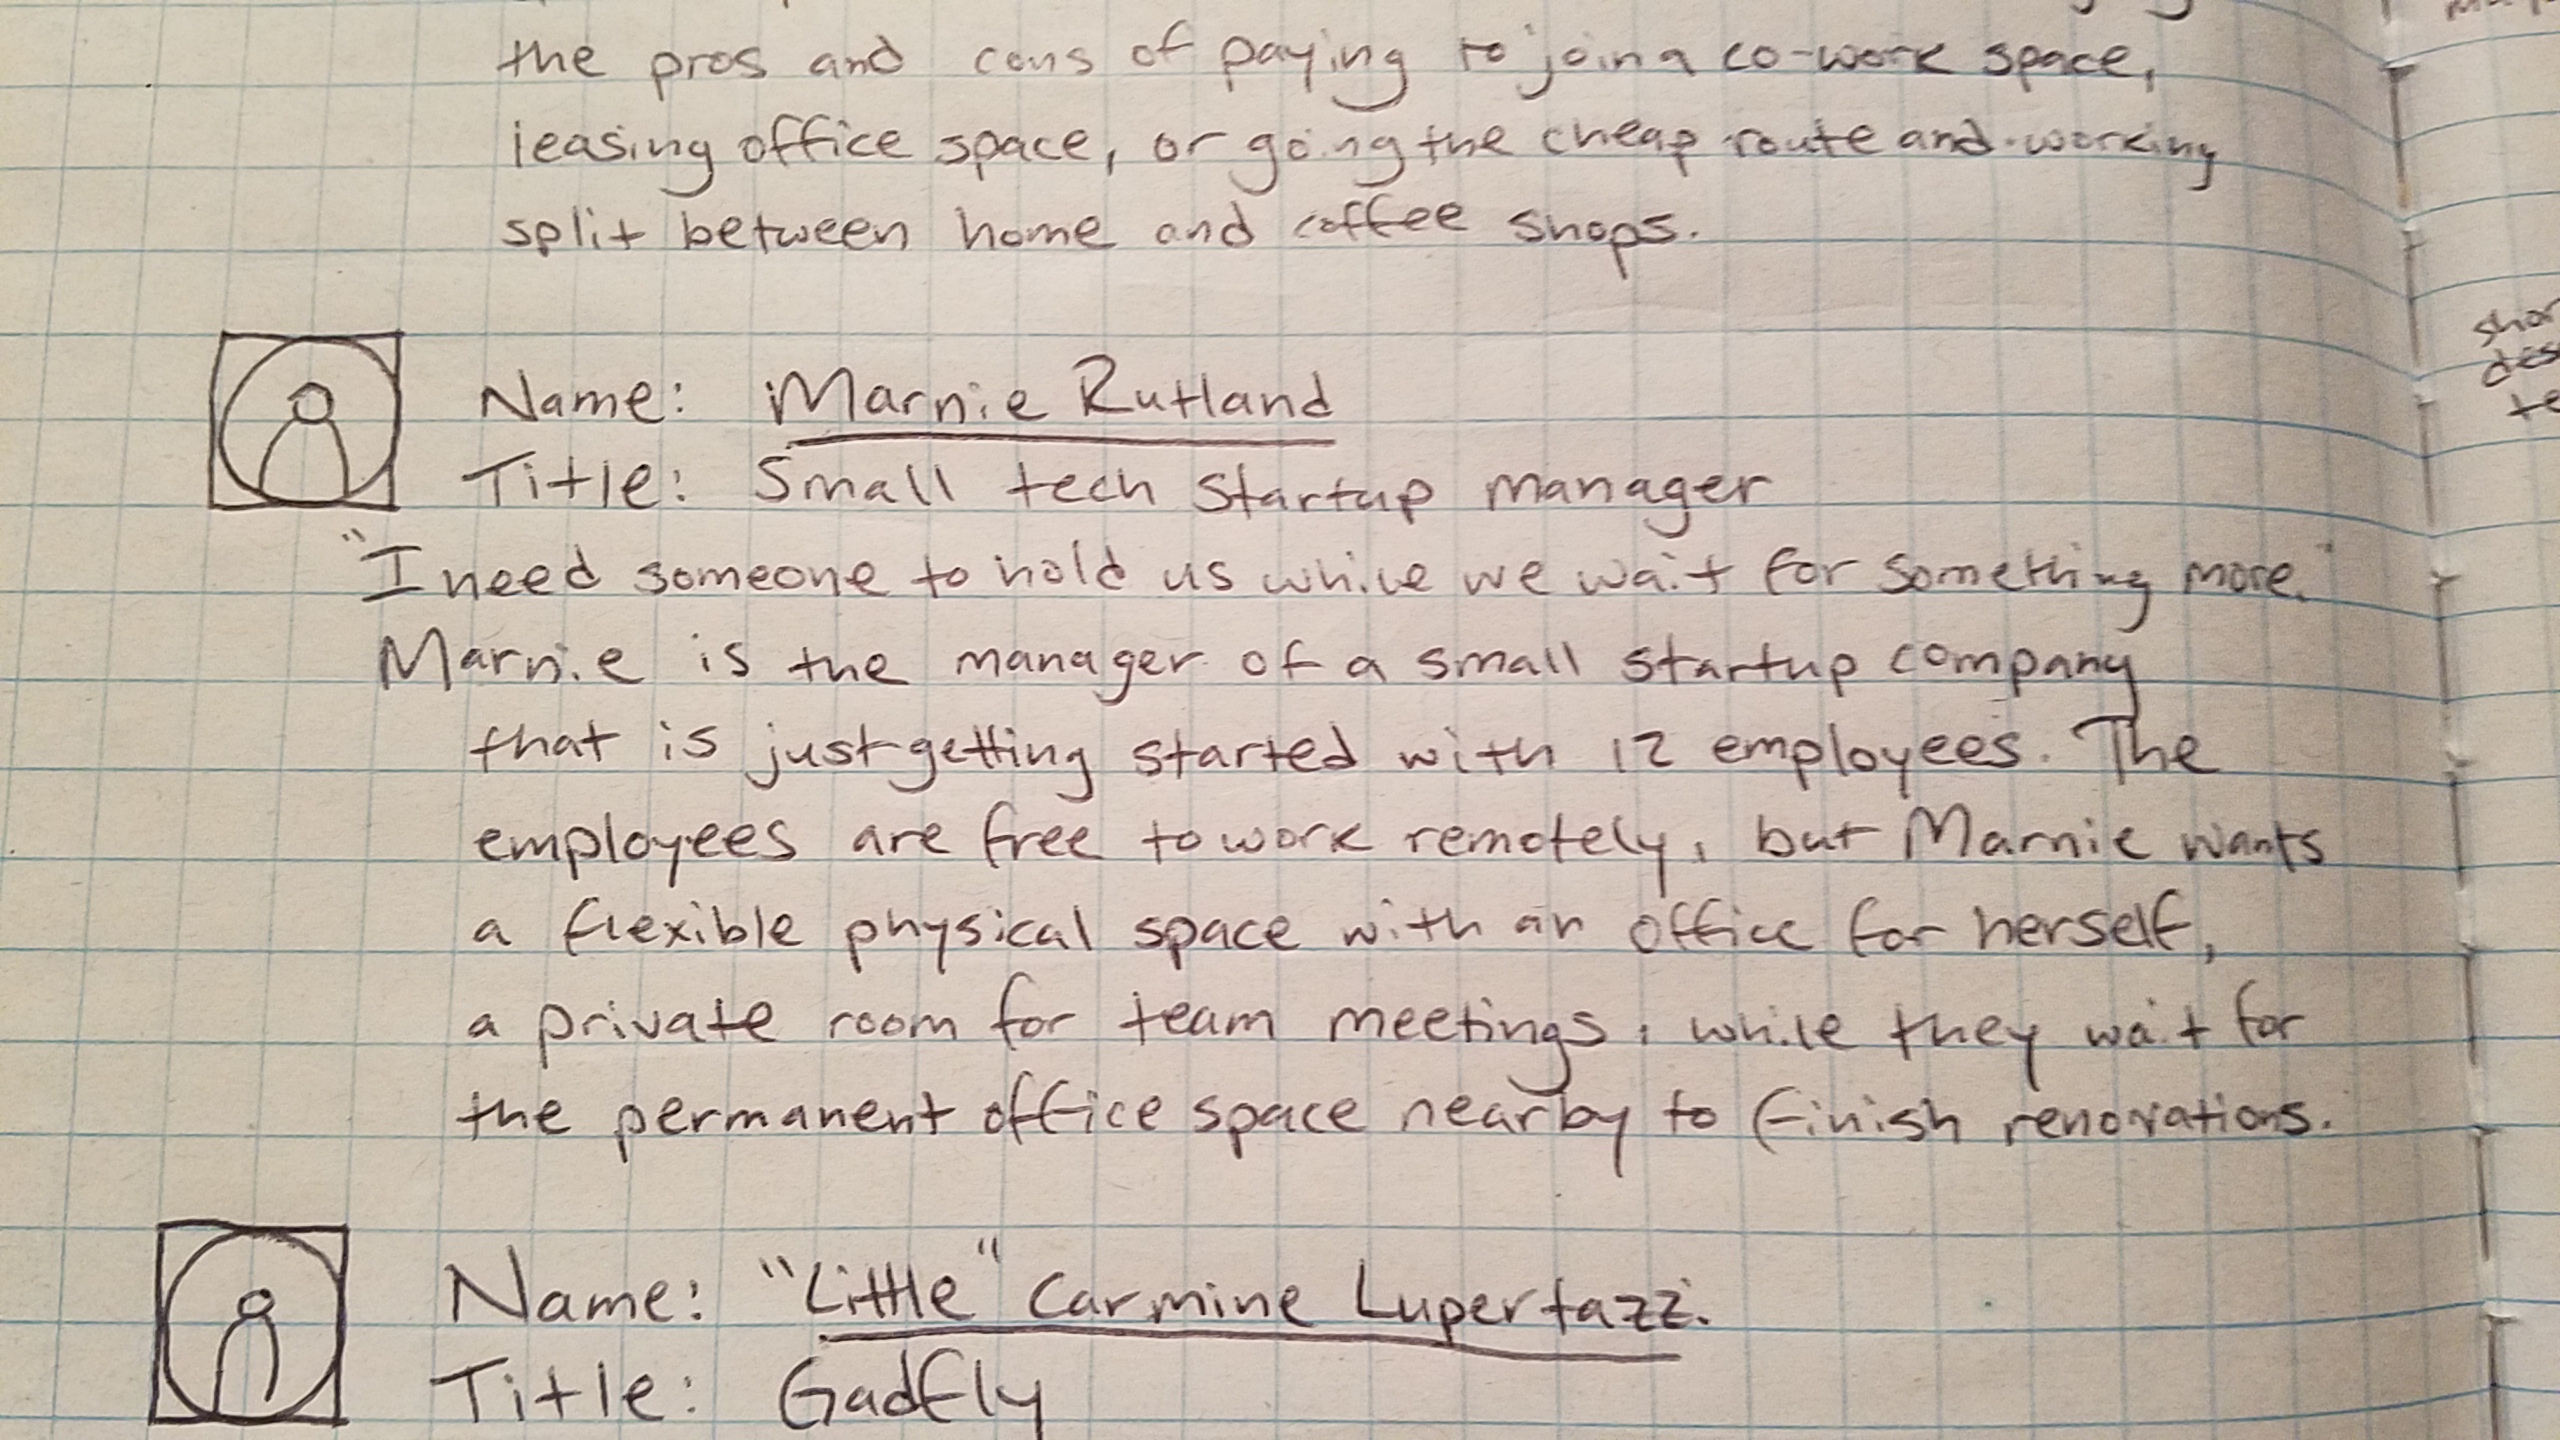 the pros and cons of paying to join a co-work space,
leasing office space, or going the cheap route and working
split between home and coffee shops.
Name: Marnie Rutland
Title: Small tech startup manager
"I need someone to hold us while we wait for something more."
Marnie is the manager of a small startup company
that is just getting started with 12 employees. The
employees are free to work remotely, but Marnie wants
a flexible physical space with an office for herself,
a private room for team meetings, while they wait for
the permanent office space nearby to finish renovations.
Name: "Little" Carmine Lupertazzi
Title: Gadfly